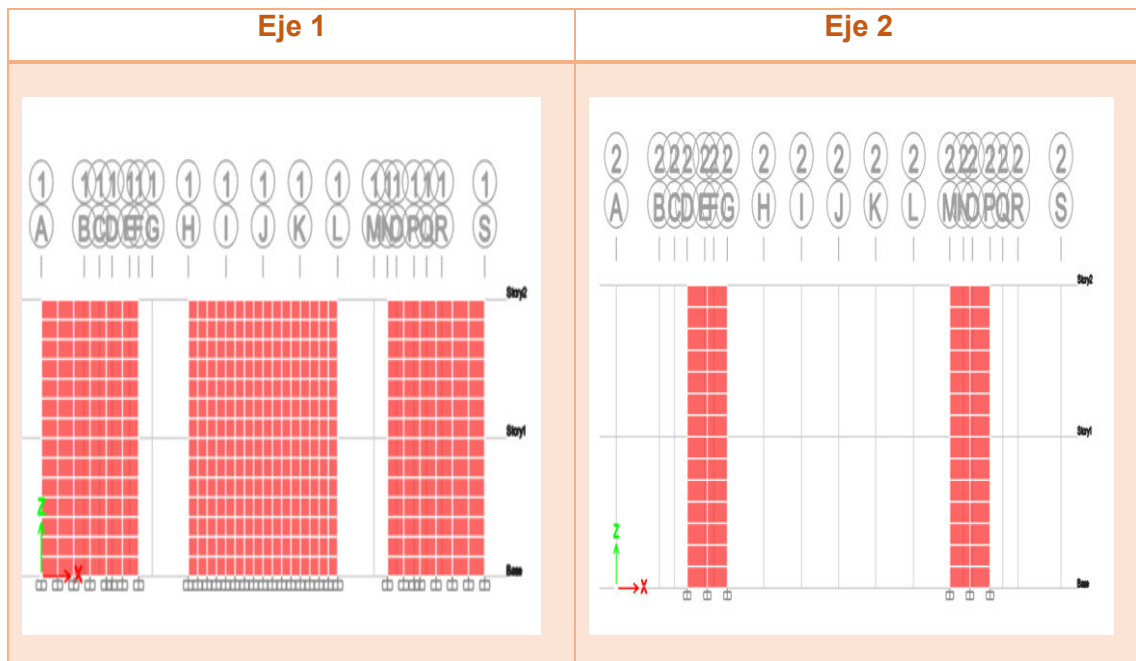 Eje 1
Eje 2
1 1 1 1 1 1 1 1 1 1 1 1 1 1 1 1 1 1 1
A B C D E F G H I J K L M N O P Q R S
Story2
Story1
Base
Z
X
2 2 2 2 2 2 2 2 2 2 2 2 2 2 2 2 2 2 2
A B C D E F G H I J K L M N O P Q R S
Story2
Story1
Base
Z
X